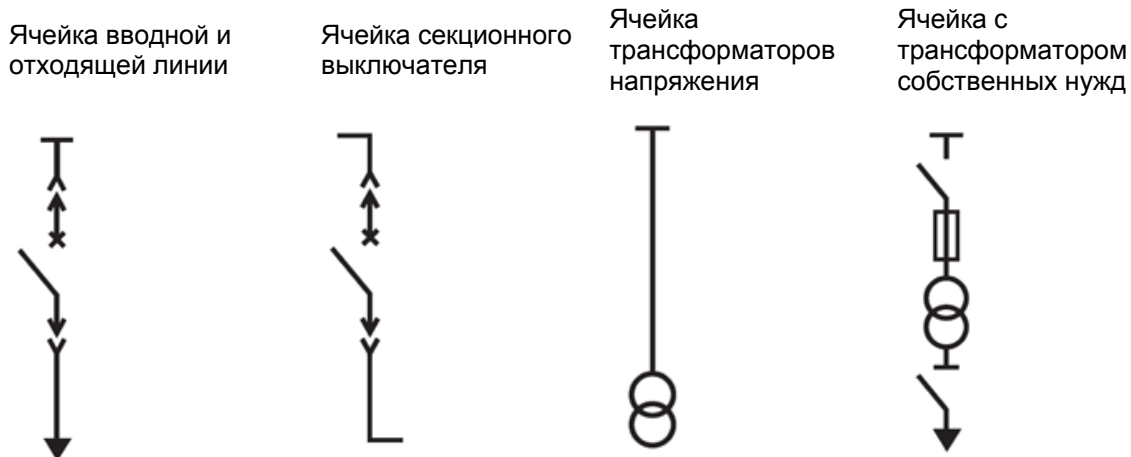 Ячейка вводной и
отходящей линии
Ячейка секционного
выключателя
Ячейка
трансформаторов
напряжения
Ячейка с
трансформатором
собственных нужд